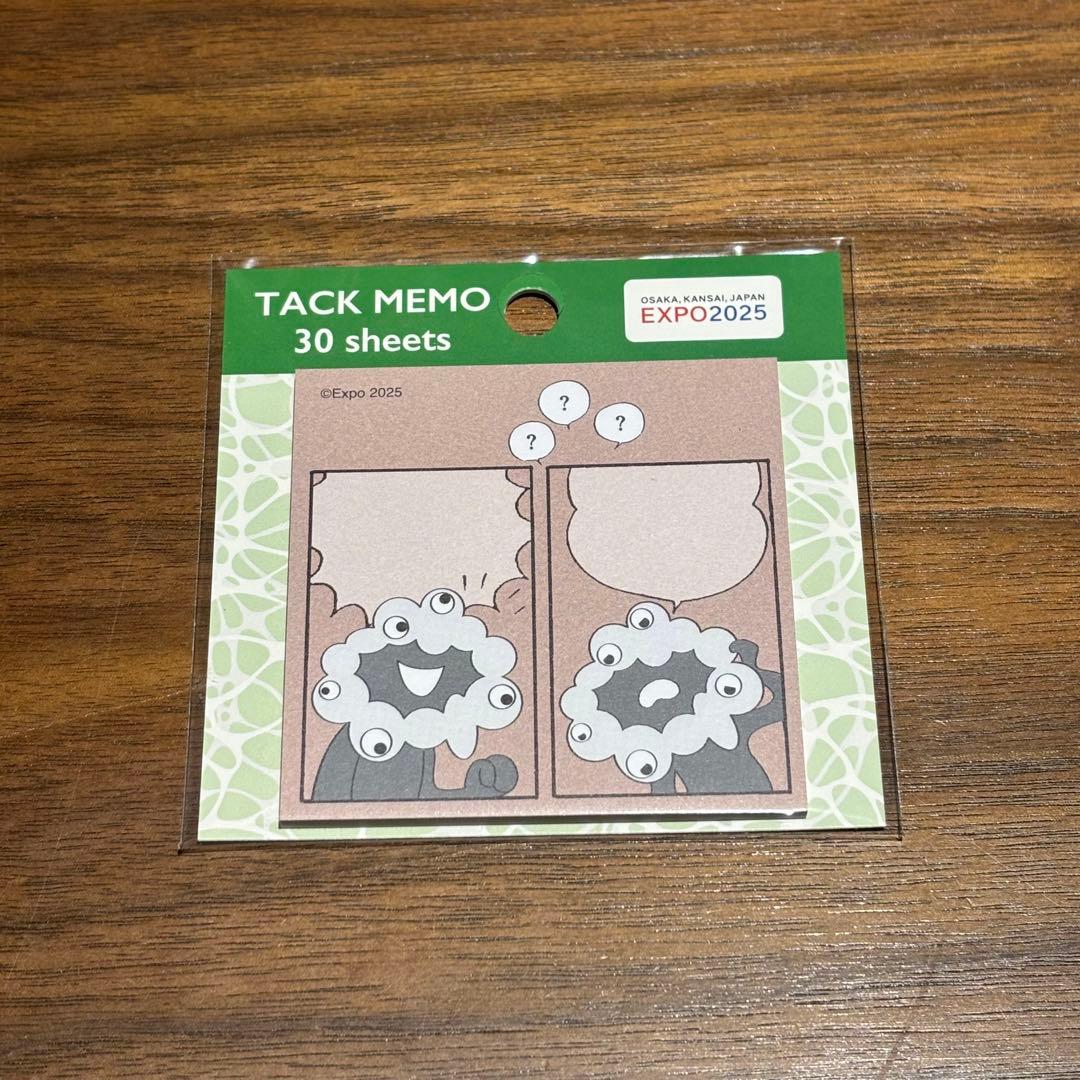 TACK MEMO
30 sheets
OSAKA, KANSAI, JAPAN
EXPO2025
©Expo 2025
?
?
?